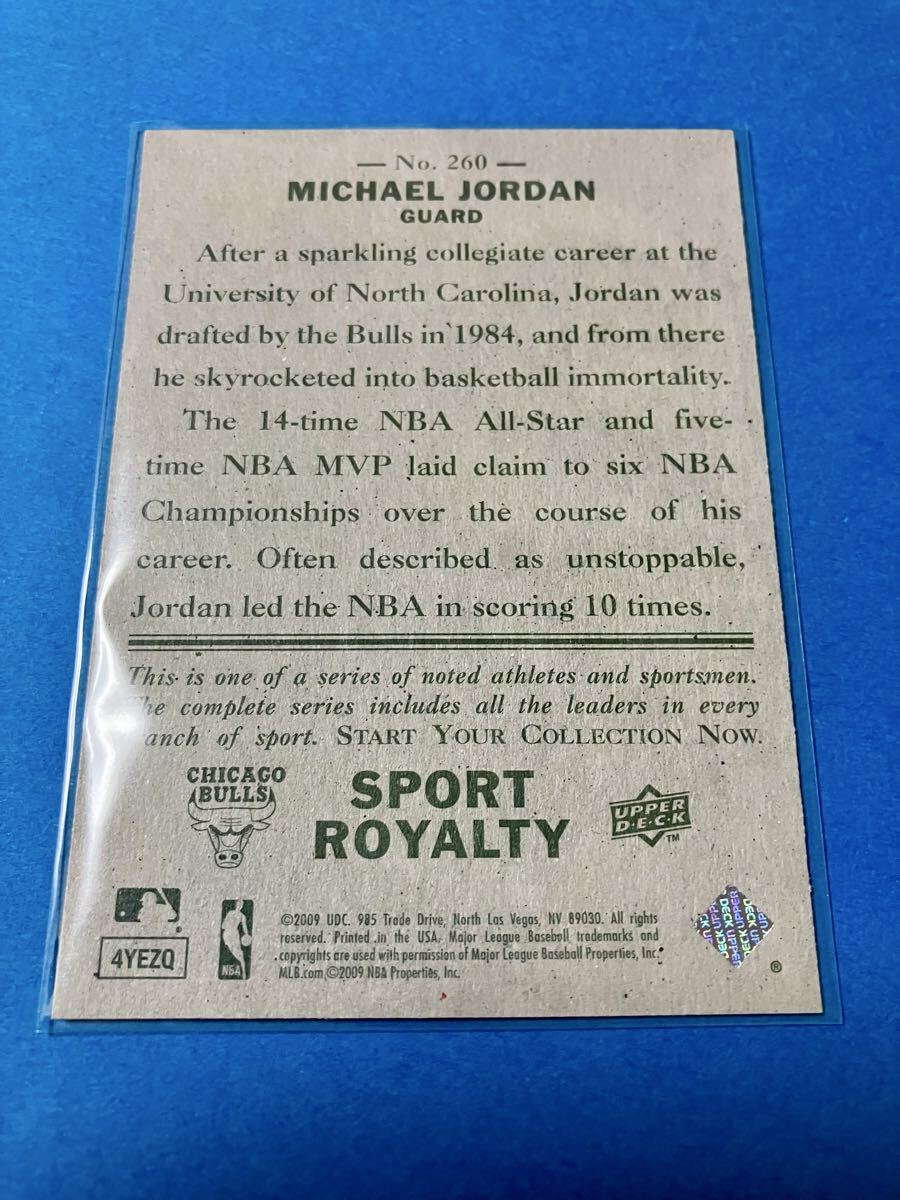 — No. 260 —
MICHAEL JORDAN
GUARD
After a sparkling collegiate career at the
University of North Carolina, Jordan was
drafted by the Bulls in 1984, and from there
he skyrocketed into basketball immortality.
The 14-time NBA All-Star and five-
time NBA MVP laid claim to six NBA
Championships over the course of his
career. Often described as unstoppable,
Jordan led the NBA in scoring 10 times.
This is one of a series of noted athletes and sportsmen.
The complete series includes all the leaders in every
anch of sport. START YOUR COLLECTION NOW.
CHICAGO
BULLS
SPORT
ROYALTY
UPPER
D·E·C·K
TM
4YEZQ
NBA
©2009 UDC. 985 Trade Drive, North Las Vegas, NV 89030. All rights
reserved. Printed in the USA. Major League Baseball trademarks and
copyrights are used with permission of Major League Baseball Properties, Inc.
MLB.com ©2009 NBA Properties, Inc.
UPPER
DECK
UPPER
DECK
®